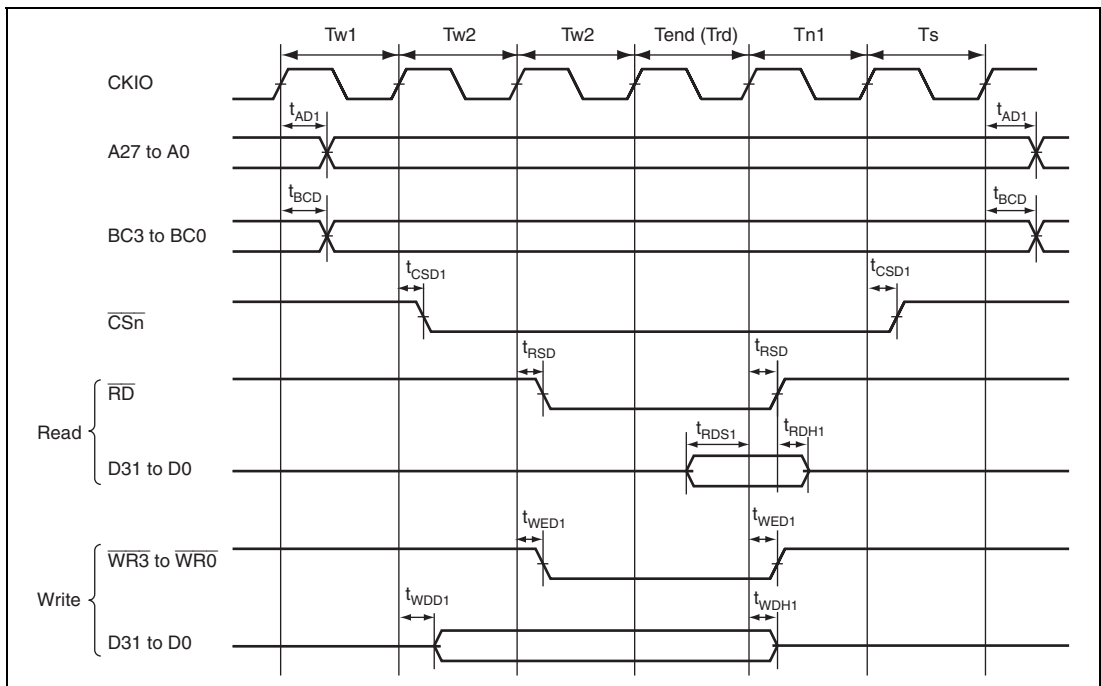 Tw1 Tw2 Tw2 Tend (Trd) Tn1 Ts
CKIO
tAD1 tAD1
A27 to A0
tBCD tBCD
BC3 to BC0
tCSD1 tCSD1
CSn
tRSD tRSD
RD
Read
tRDS1 tRDH1
D31 to D0
tWED1 tWED1
WR3 to WR0
Write
tWDD1 tWDH1
D31 to D0